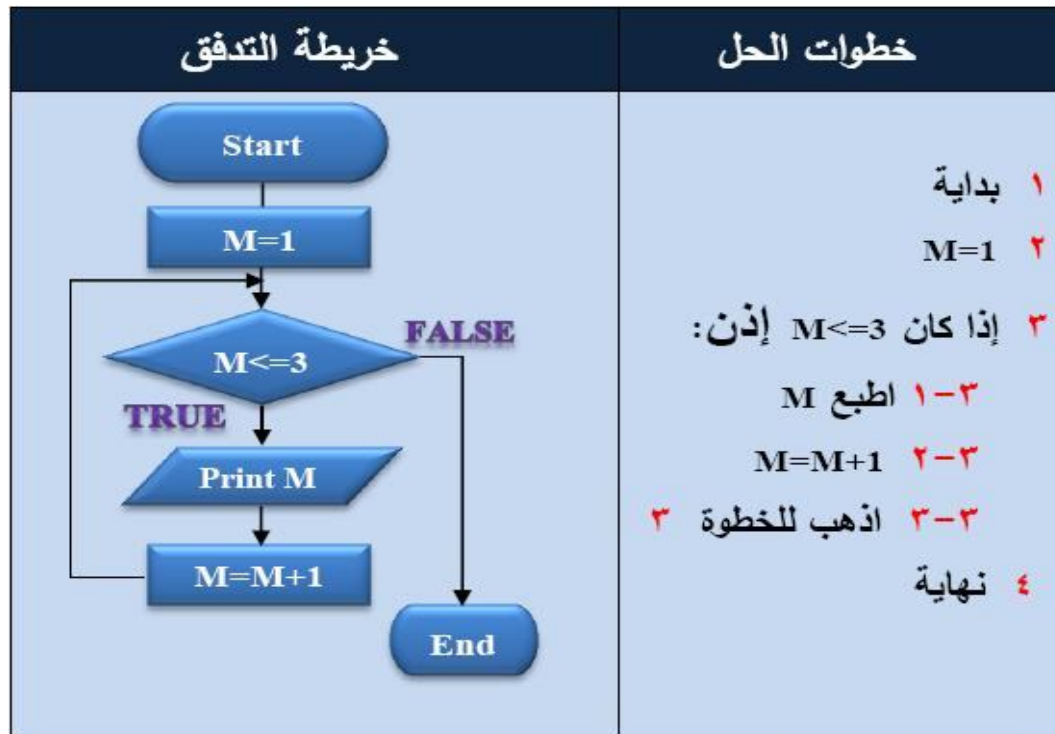 خطوات الحل
١ بداية
٢ M=1
٣ إذا كان M<=3 إذن:
٣-١ اطبع M
٣-٢ M=M+1
٣-٣ اذهب للخطوة ٣
٤ نهاية
خريطة التدفق
Start
M=1
M<=3
FALSE
TRUE
Print M
M=M+1
End